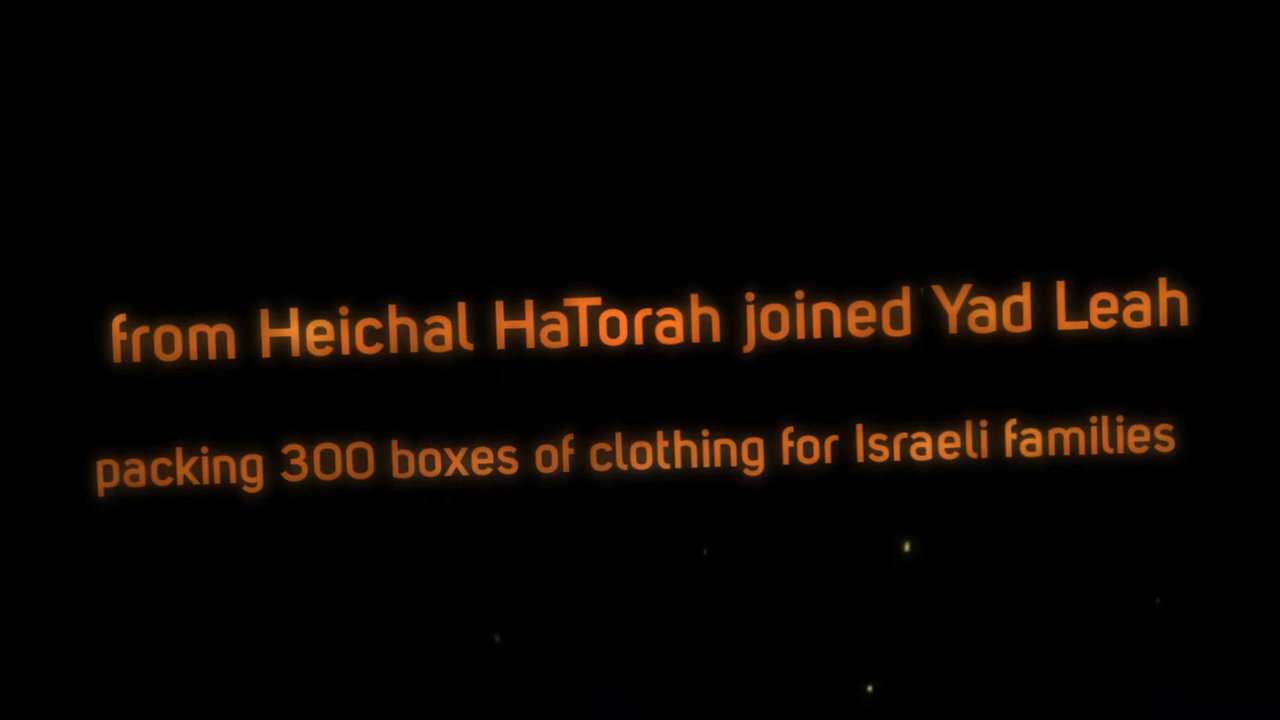 from Heichal HaTorah joined Yad Leah
packing 300 boxes of clothing for Israeli families